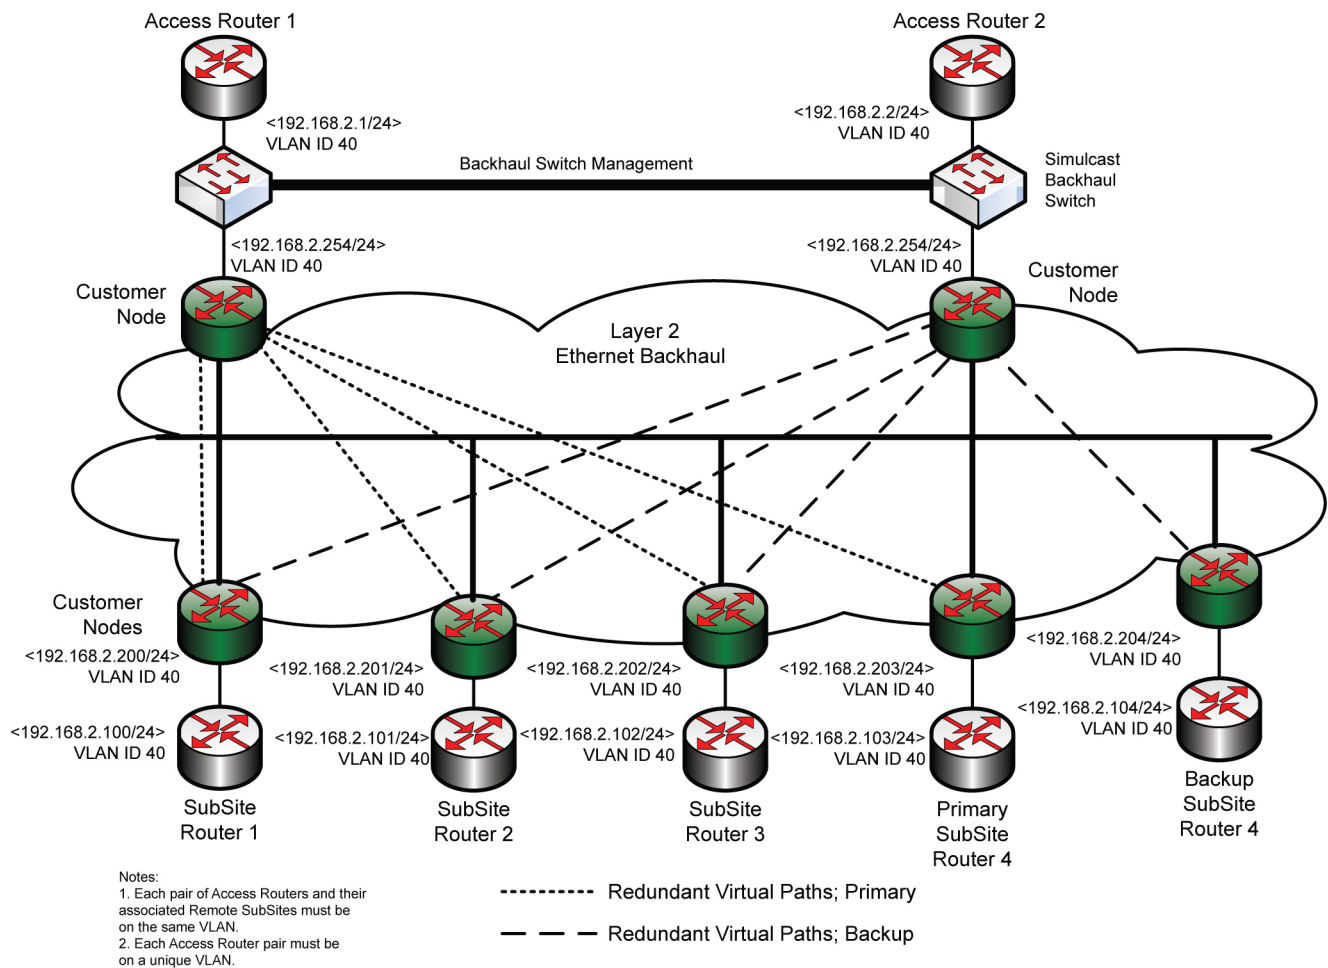 Access Router 1
Access Router 2
<192.168.2.1/24>
VLAN ID 40
<192.168.2.2/24>
VLAN ID 40
Backhaul Switch Management
Simulcast
Backhaul
Switch
<192.168.2.254/24>
VLAN ID 40
<192.168.2.254/24>
VLAN ID 40
Customer
Node
Customer
Node
Layer 2
Ethernet Backhaul
Customer
Nodes
<192.168.2.200/24>
VLAN ID 40
<192.168.2.201/24>
VLAN ID 40
<192.168.2.202/24>
VLAN ID 40
<192.168.2.203/24>
VLAN ID 40
<192.168.2.204/24>
VLAN ID 40
<192.168.2.100/24>
VLAN ID 40
<192.168.2.101/24>
VLAN ID 40
<192.168.2.102/24>
VLAN ID 40
<192.168.2.103/24>
VLAN ID 40
<192.168.2.104/24>
VLAN ID 40
SubSite
Router 1
SubSite
Router 2
SubSite
Router 3
Primary
SubSite
Router 4
Backup
SubSite
Router 4
Notes:
1. Each pair of Access Routers and their
associated Remote SubSites must be
on the same VLAN.
2. Each Access Router pair must be
on a unique VLAN.
Redundant Virtual Paths; Primary
Redundant Virtual Paths; Backup